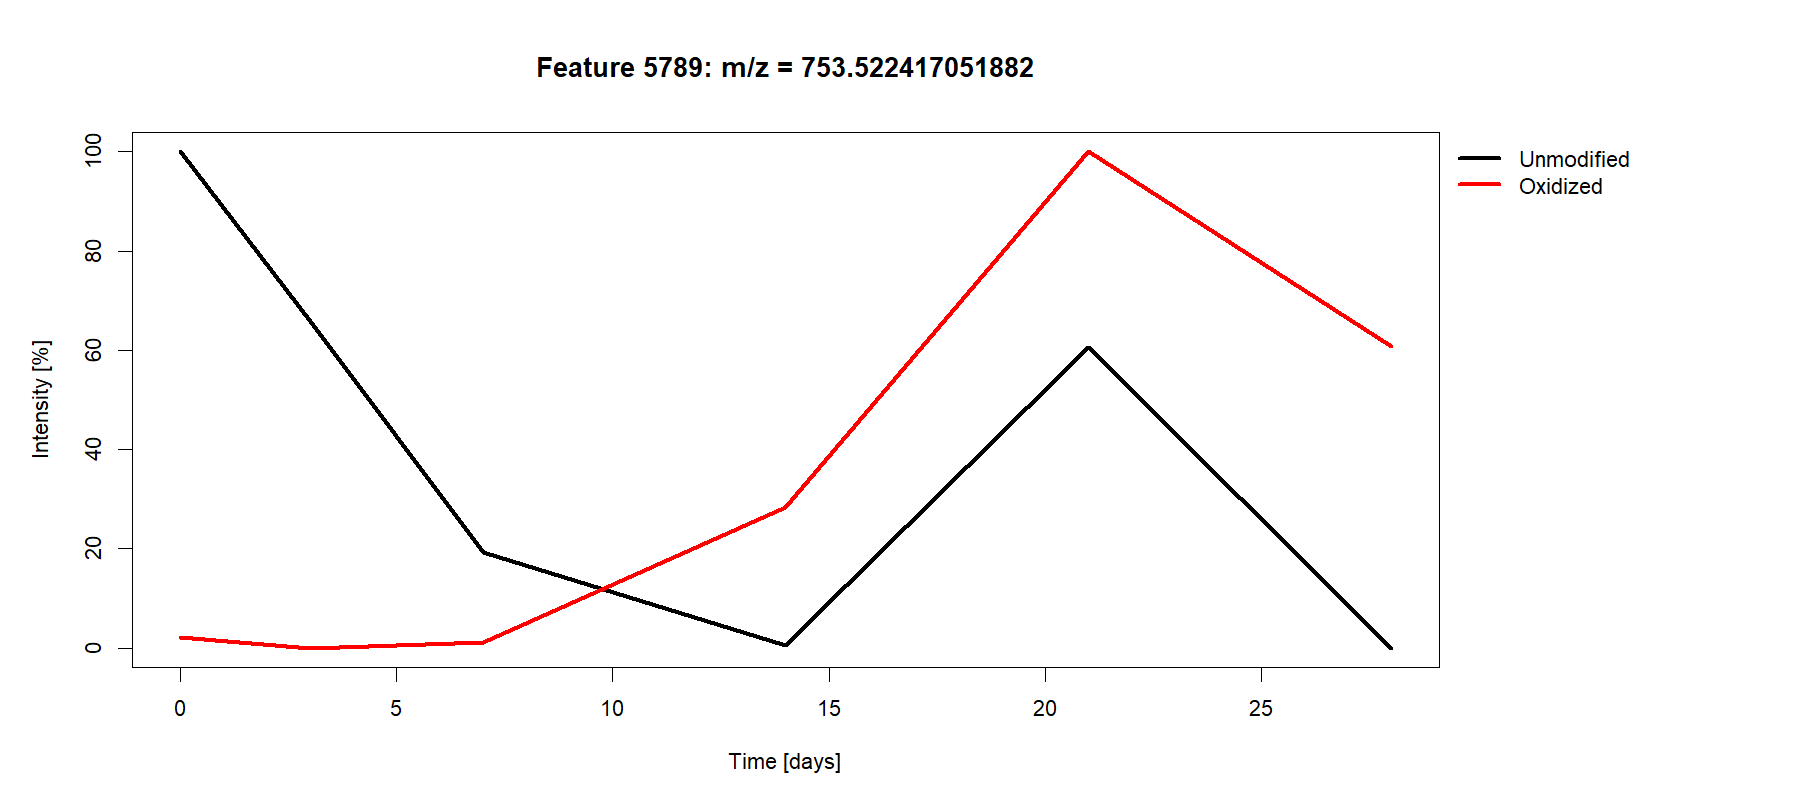 Feature 5789: m/z = 753.522417051882
Unmodified
Oxidized
Intensity [%]
100
80
60
40
20
0
0 5 10 15 20 25
Time [days]